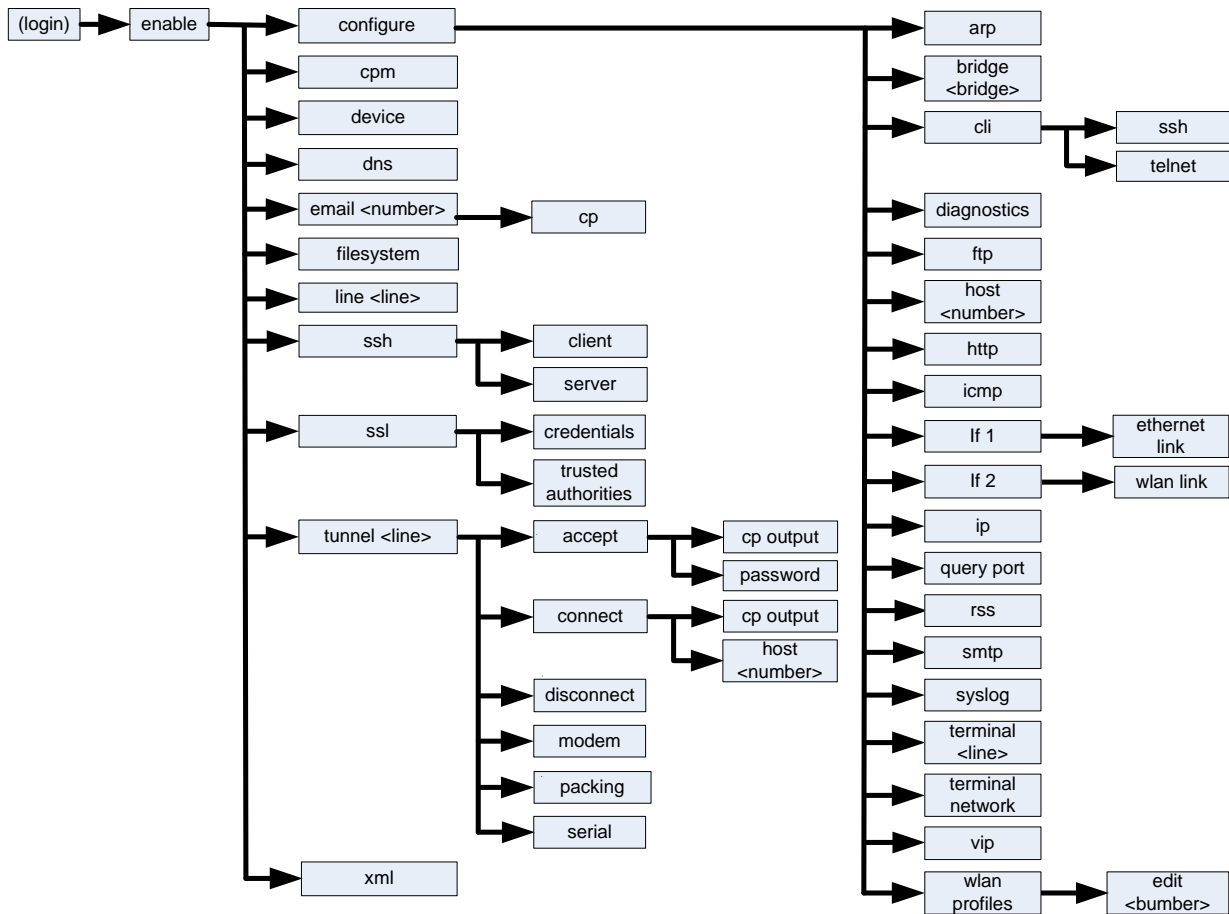 (login)
enable
configure
cpm
device
dns
email <number>
cp
filesystem
line <line>
ssh
client
server
ssl
credentials
trusted
authorities
tunnel <line>
accept
cp output
password
connect
cp output
host
<number>
disconnect
modem
packing
serial
xml
arp
bridge
<bridge>
cli
ssh
telnet
diagnostics
ftp
host
<number>
http
icmp
If 1
ethernet
link
If 2
wlan link
ip
query port
rss
smtp
syslog
terminal
<line>
terminal
network
vip
wlan
profiles
edit
<bumber>